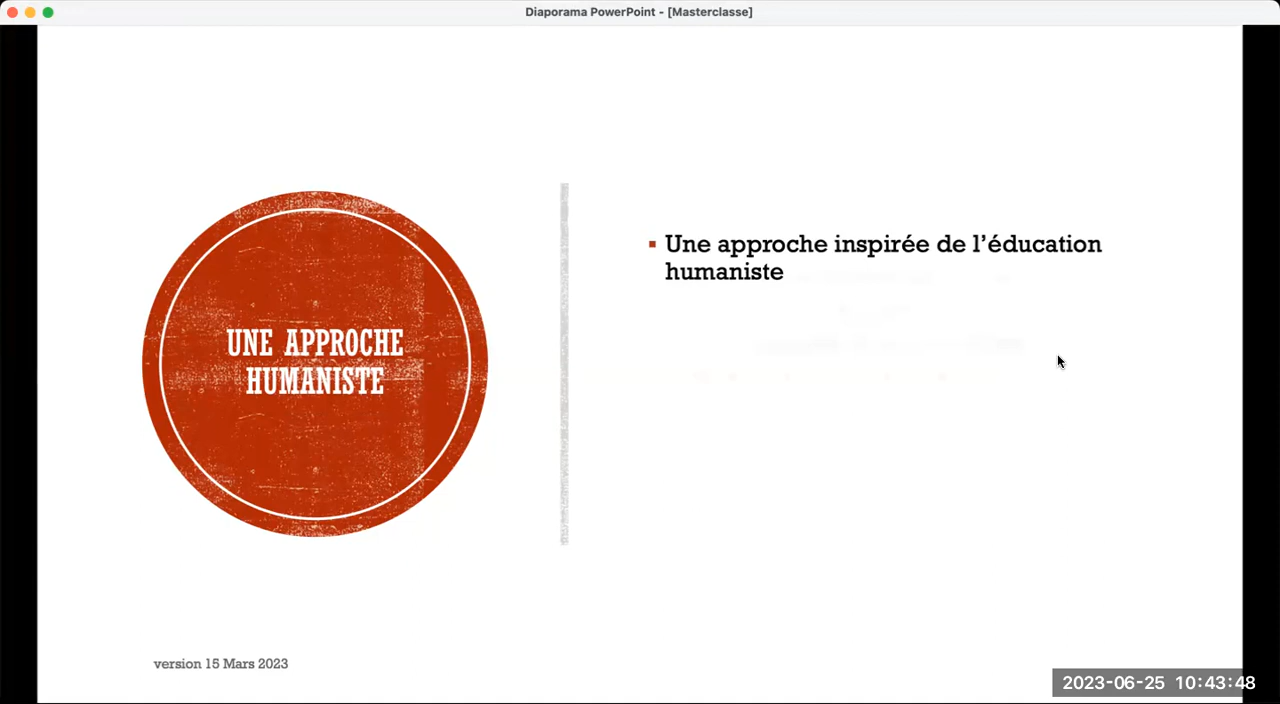 Diaporama PowerPoint - [Masterclasse]
UNE APPROCHE
HUMANISTE
▪ Une approche inspirée de l’éducation
humaniste
version 15 Mars 2023
2023-06-25 10:43:48